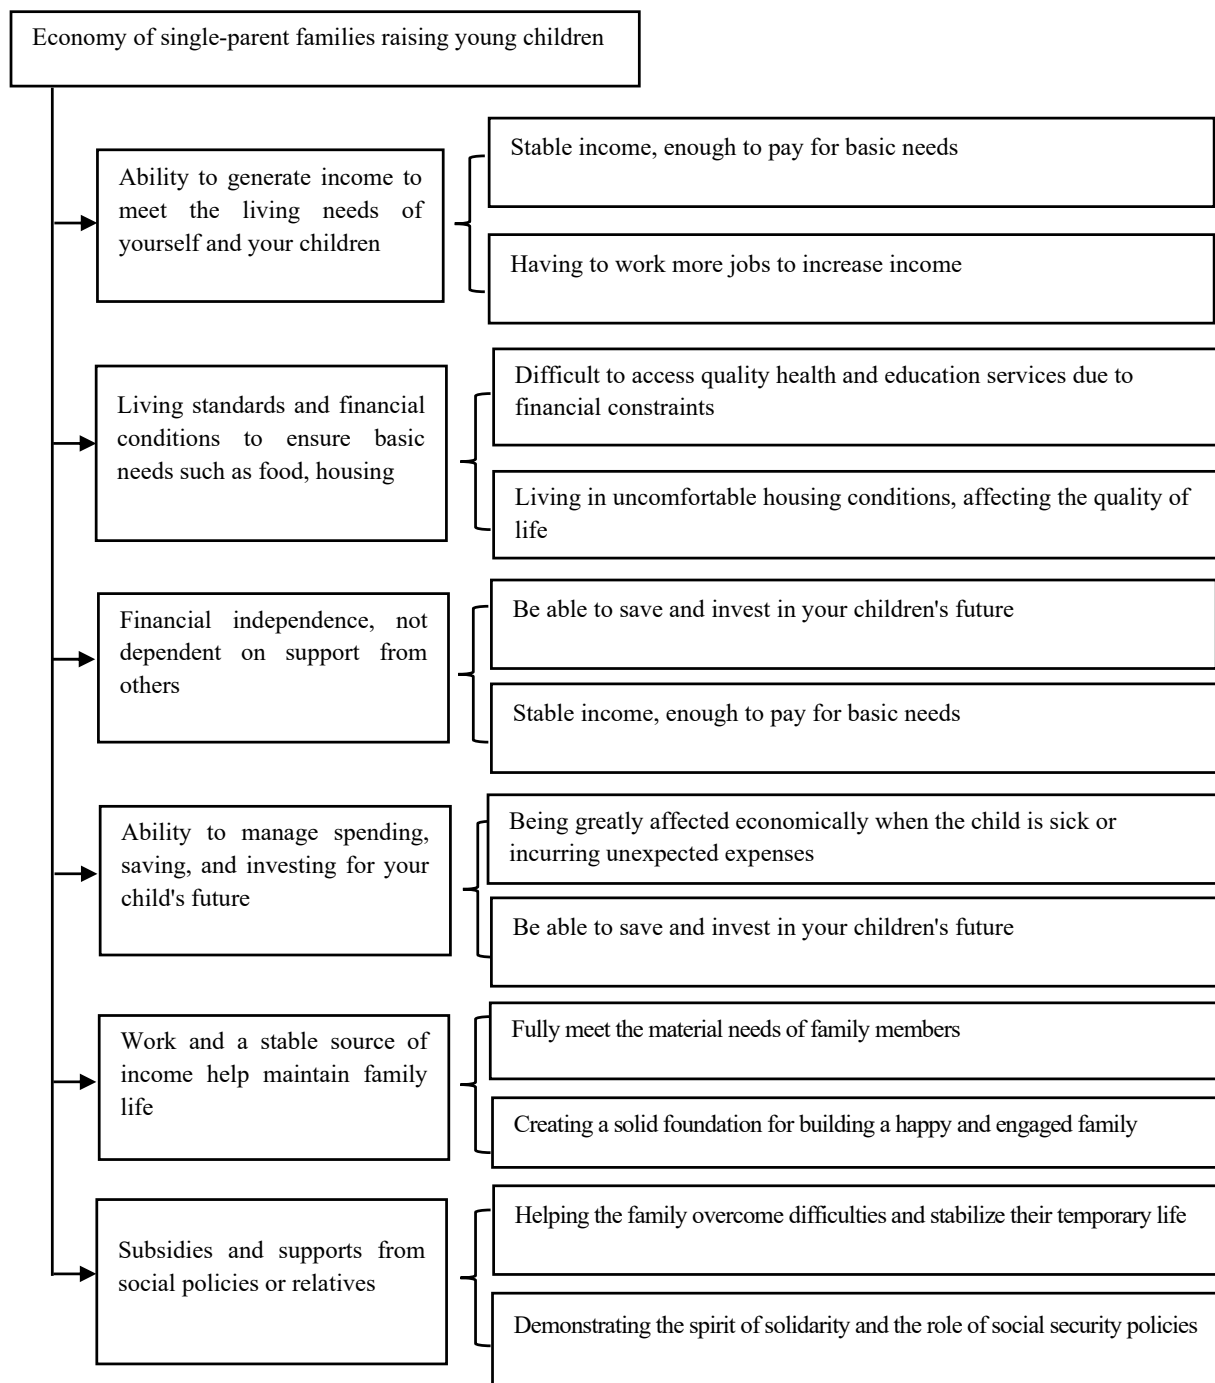 Economy of single-parent families raising young children
Ability to generate income to
meet the living needs of
yourself and your children
Stable income, enough to pay for basic needs
Having to work more jobs to increase income
Living standards and financial
conditions to ensure basic
needs such as food, housing
Difficult to access quality health and education services due to
financial constraints
Living in uncomfortable housing conditions, affecting the quality of
life
Financial independence, not
dependent on support from
others
Be able to save and invest in your children's future
Stable income, enough to pay for basic needs
Ability to manage spending,
saving, and investing for your
child's future
Being greatly affected economically when the child is sick or
incurring unexpected expenses
Be able to save and invest in your children's future
Work and a stable source of
income help maintain family
life
Fully meet the material needs of family members
Creating a solid foundation for building a happy and engaged family
Subsidies and supports from
social policies or relatives
Helping the family overcome difficulties and stabilize their temporary life
Demonstrating the spirit of solidarity and the role of social security policies